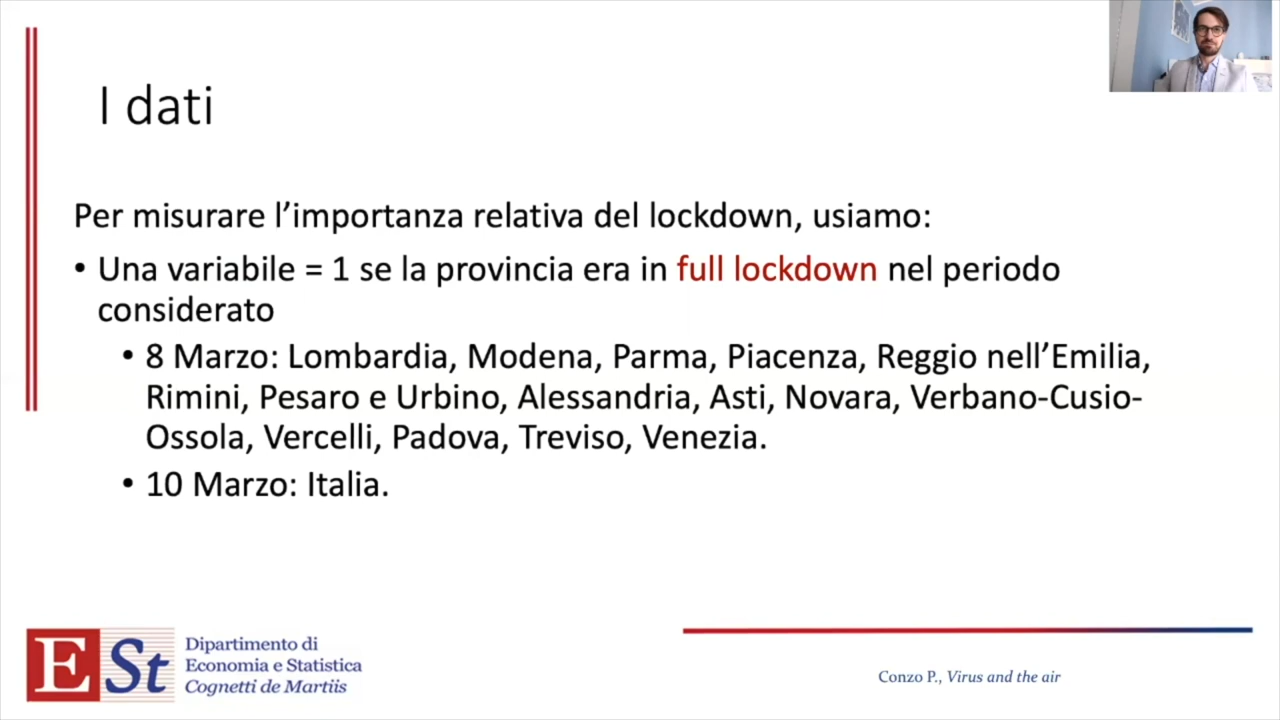 I dati
Per misurare l’importanza relativa del lockdown, usiamo:
• Una variabile = 1 se la provincia era in full lockdown nel periodo
considerato
• 8 Marzo: Lombardia, Modena, Parma, Piacenza, Reggio nell’Emilia,
Rimini, Pesaro e Urbino, Alessandria, Asti, Novara, Verbano-Cusio-
Ossola, Vercelli, Padova, Treviso, Venezia.
• 10 Marzo: Italia.
ESt
Dipartimento di
Economia e Statistica
Cognetti de Martiis
Conzo P., Virus and the air